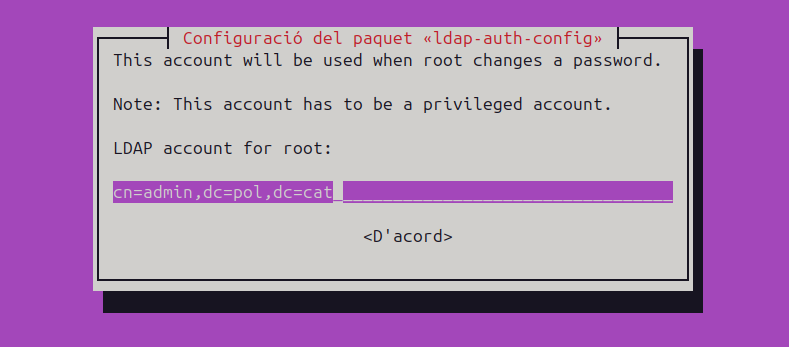 Configuració del paquet «ldap-auth-config»
This account will be used when root changes a password.
Note: This account has to be a privileged account.
LDAP account for root:
cn=admin,dc=pol,dc=cat
<D'acord>